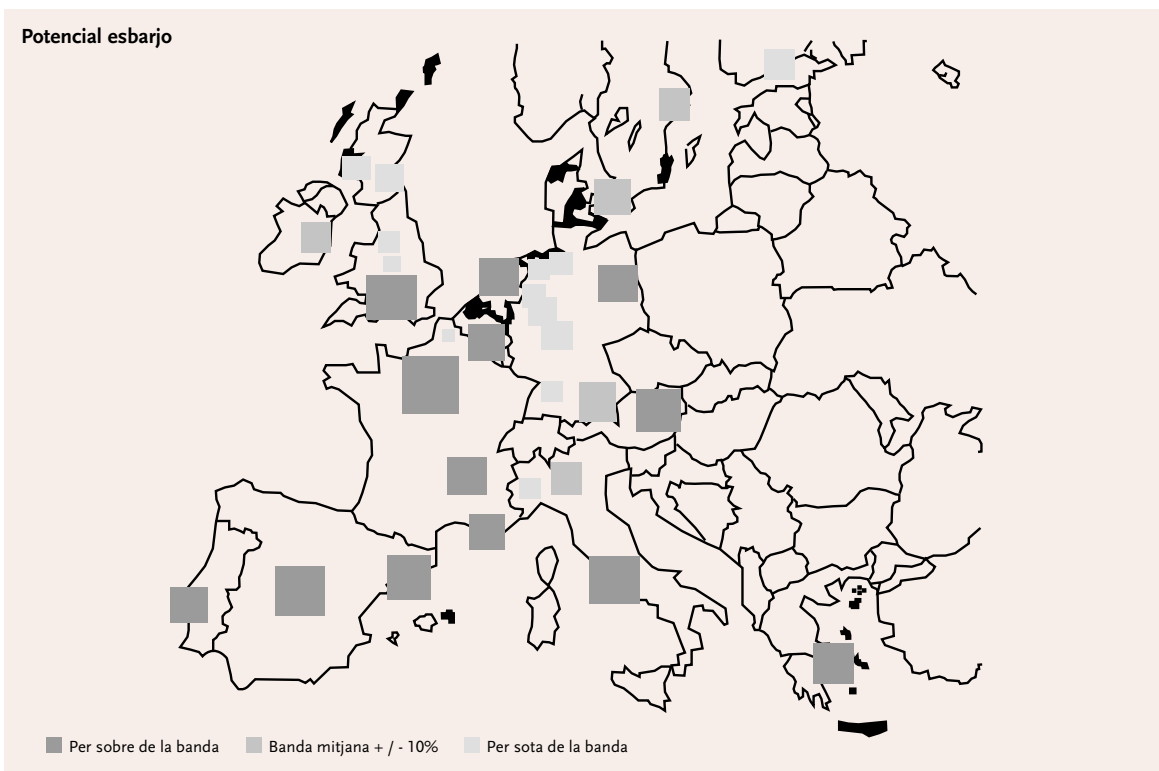 Potencial esbarjo
Per sobre de la banda
Banda mitjana + / - 10%
Per sota de la banda